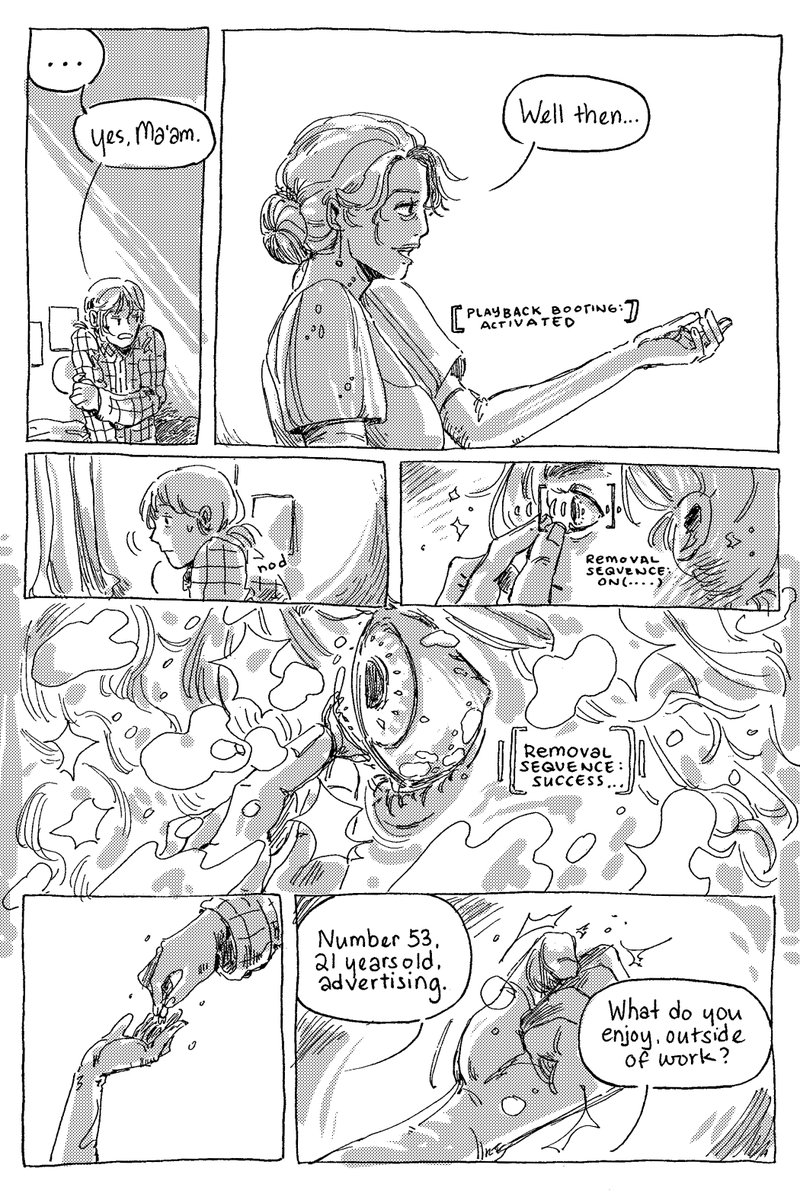 ...
Yes, Ma'am.
Well then...
[PLAYBACK BOOTING:
ACTIVATED]
nod
REMOVAL
SEQUENCE:
ON(....)
[REMOVAL
SEQUENCE:
SUCCESS...]
Number 53,
21 years old,
advertising.
What do you
enjoy, outside
of work?